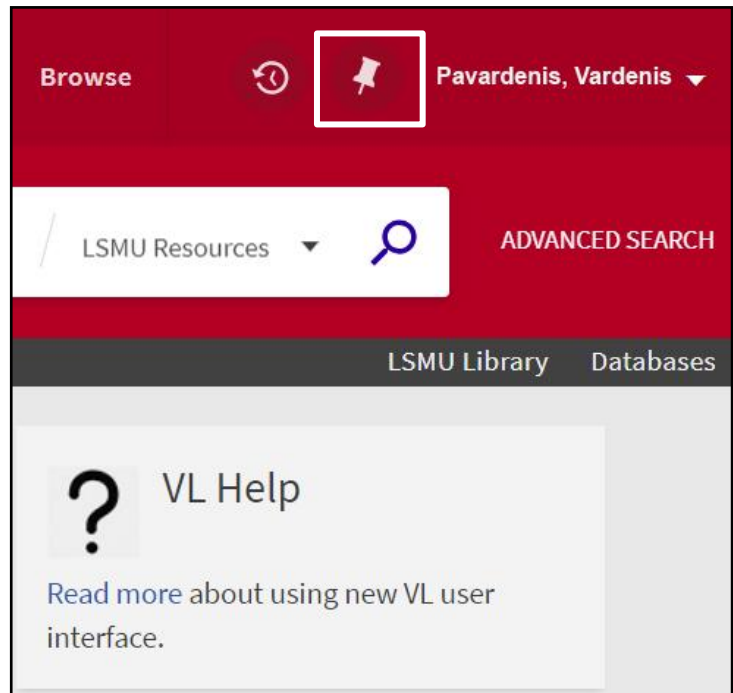 Browse
Pavardenis, Vardenis
LSMU Resources
ADVANCED SEARCH
LSMU Library
Databases
?
VL Help
Read more about using new VL user
interface.